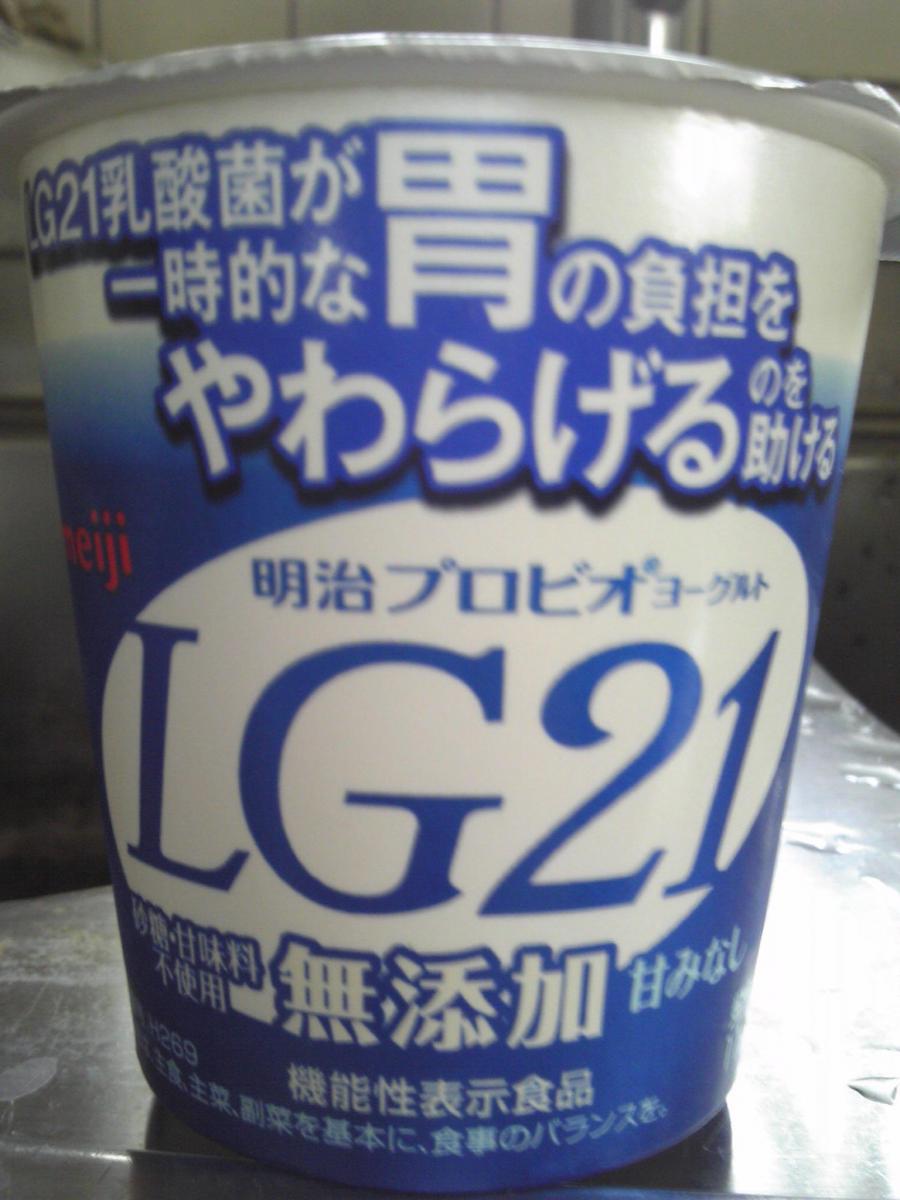 LG21乳酸菌が胃の負担を
一時的な
やわらげるのを助ける
meiji
明治プロビオ®ヨーグルト
LG21
砂糖・甘味料
不使用
無添加
甘みなし
H269
機能性表示食品
主食、主菜、副菜を基本に、食事のバランスを。